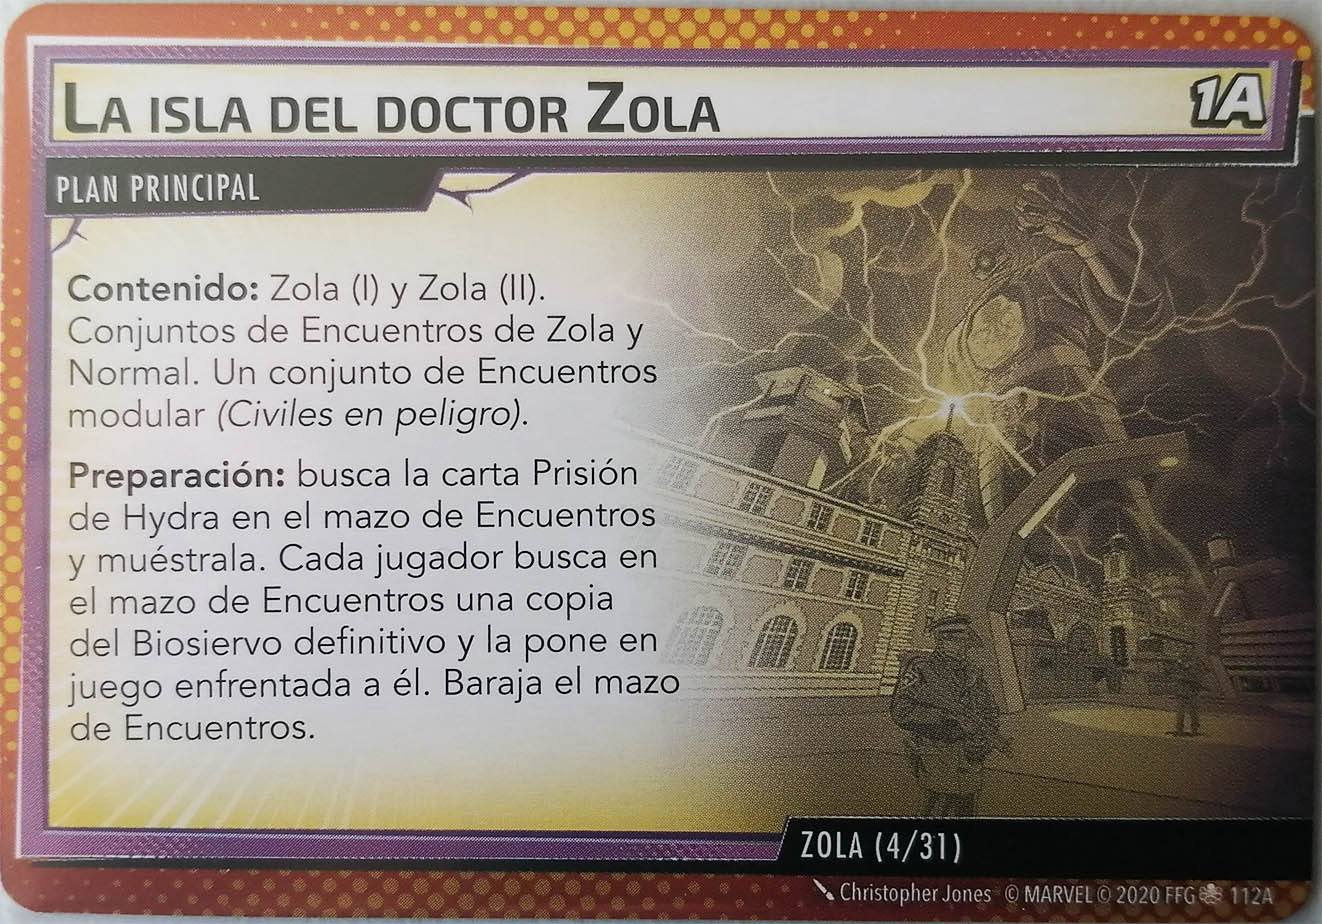 La isla del doctor Zola
1A
PLAN PRINCIPAL
Contenido: Zola (I) y Zola (II).
Conjuntos de Encuentros de Zola y
Normal. Un conjunto de Encuentros
modular (Civiles en peligro).
Preparación: busca la carta Prisión
de Hydra en el mazo de Encuentros
y muéstrala. Cada jugador busca en
el mazo de Encuentros una copia
del Biosiervo definitivo y la pone en
juego enfrentada a él. Baraja el mazo
de Encuentros.
ZOLA (4/31)
Christopher Jones © MARVEL © 2020 FFG 112A